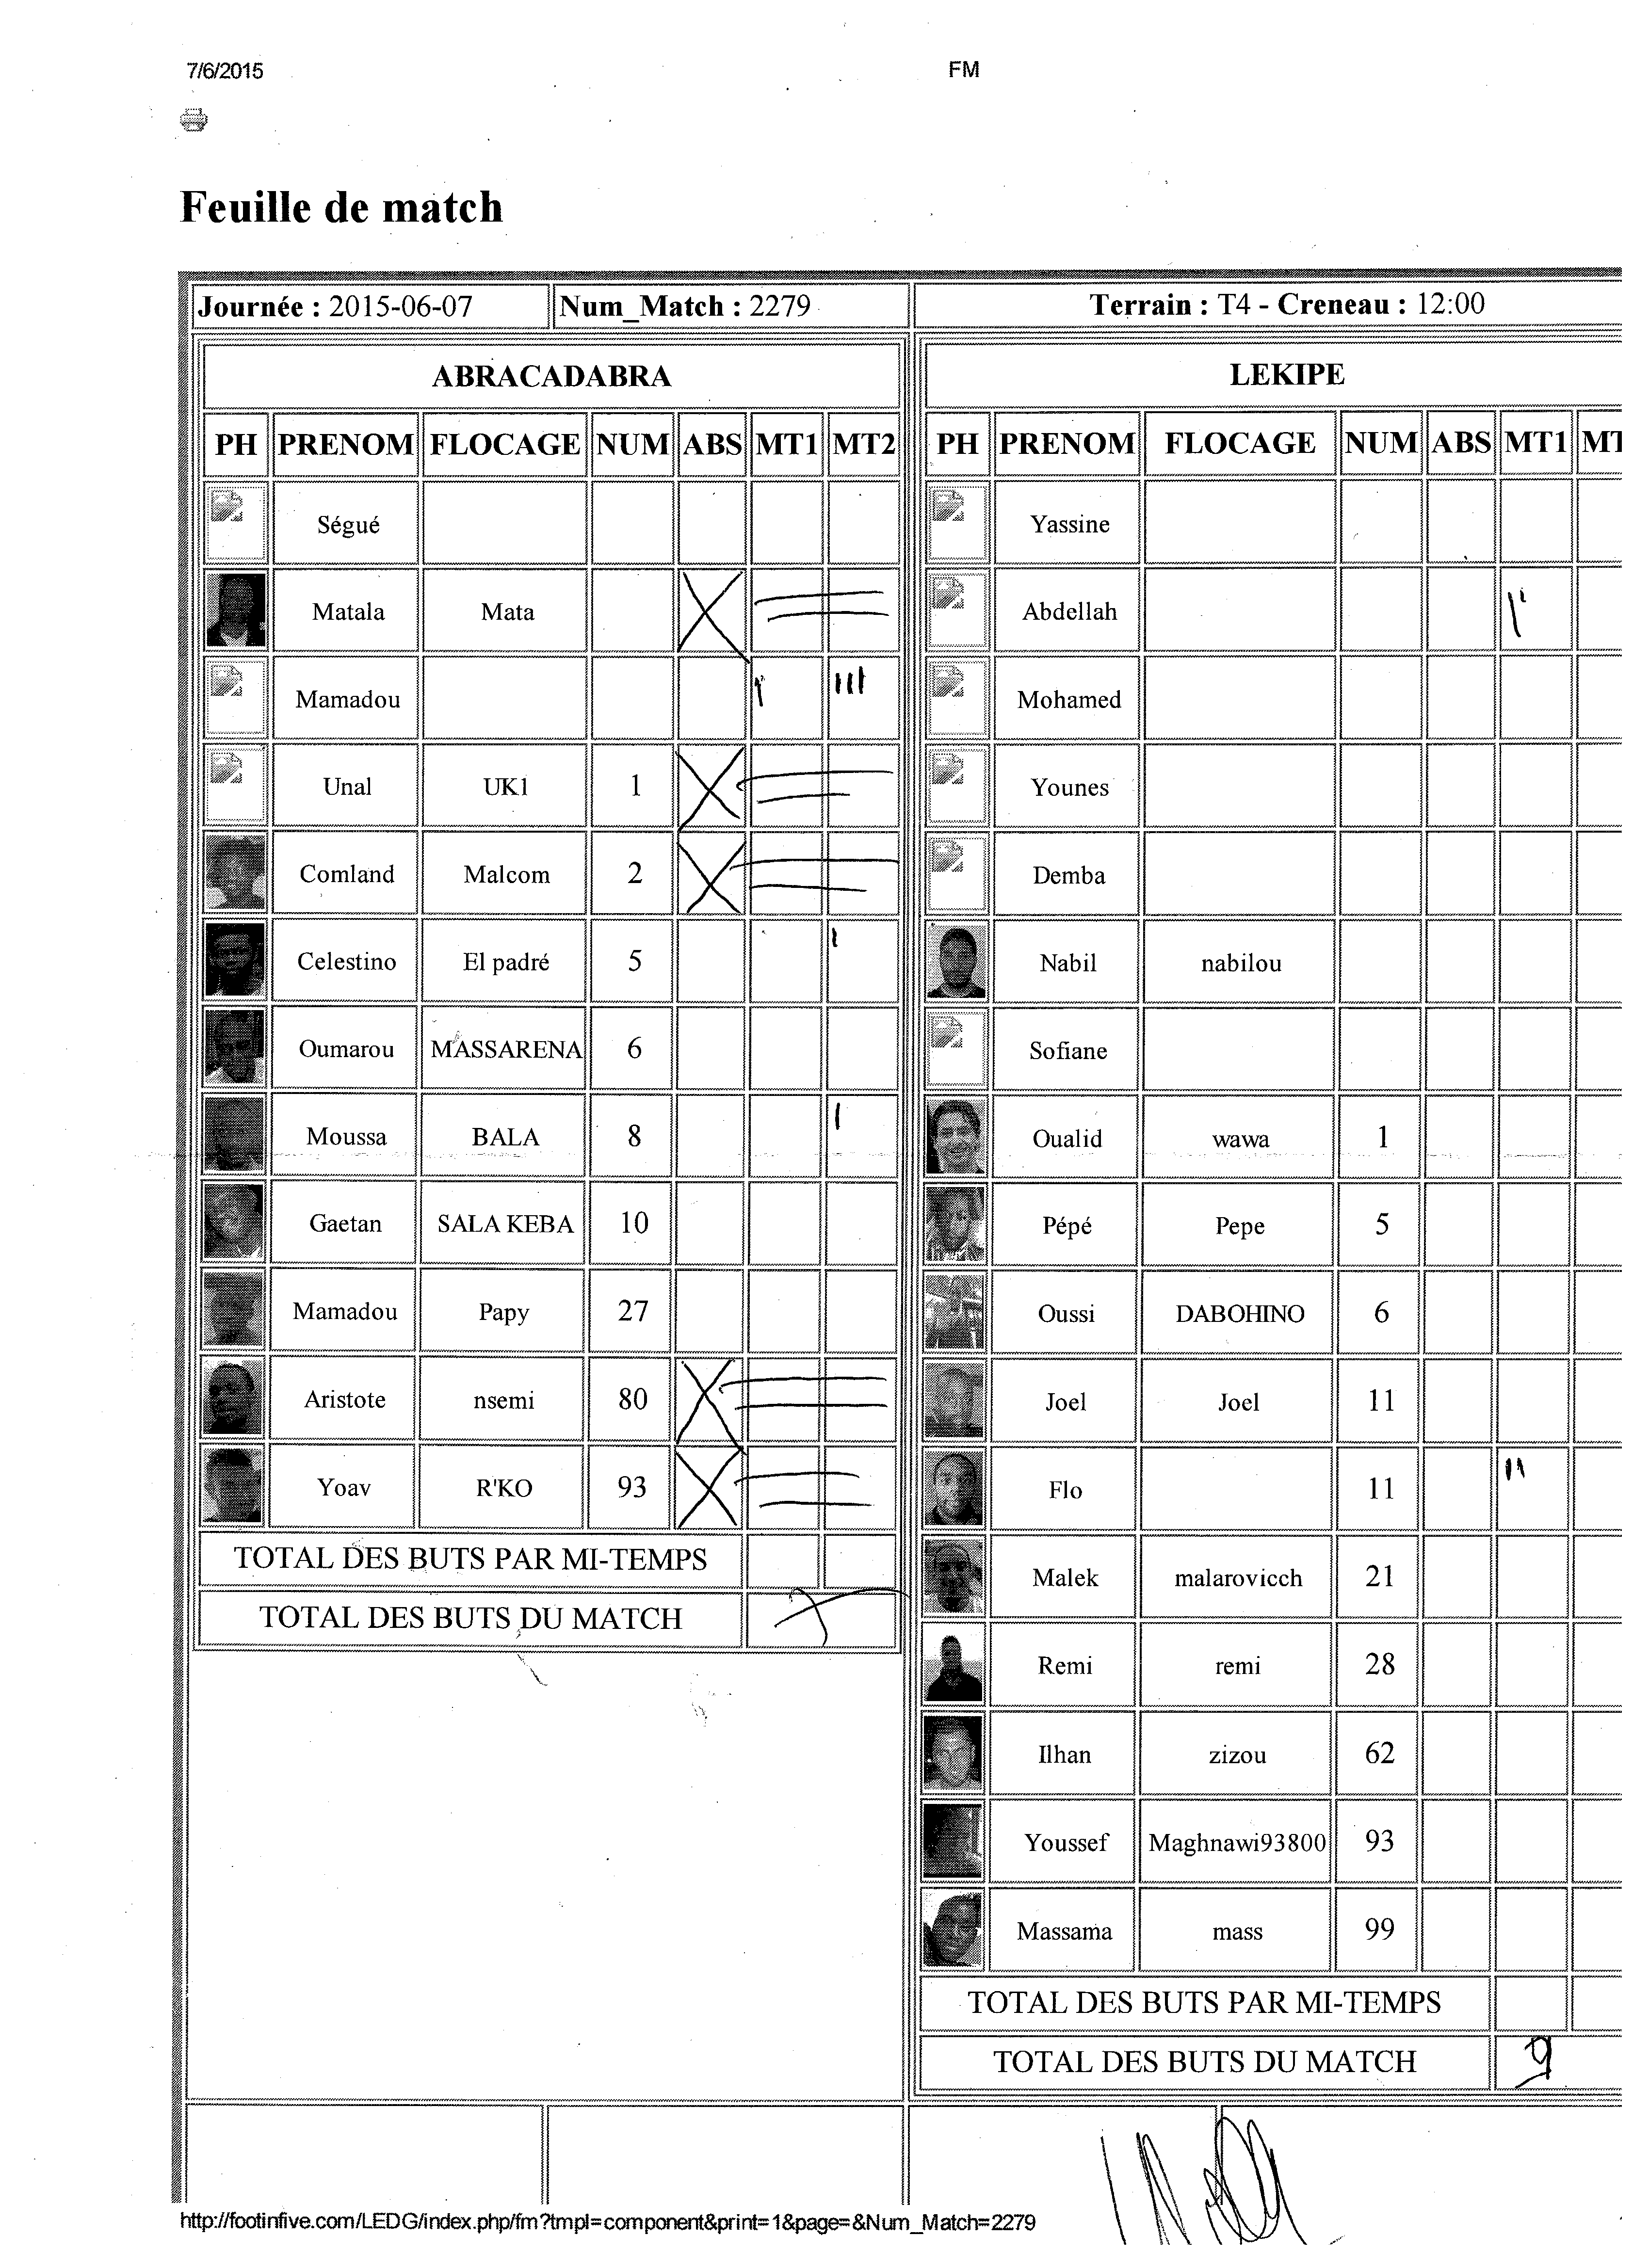 7/6/2015 FM
Feuille de match
Journée : 2015-06-07 Num_Match : 2279 Terrain : T4 - Creneau : 12:00
ABRACADABRA
PH PRENOM FLOCAGE NUM ABS MT1 MT2
Ségué
Matala Mata
Mamadou
Unal UK1 1
Comland Malcom 2
Celestino El padré 5
Oumarou MASSARENA 6
Moussa BALA 8
Gaetan SALA KEBA 10
Mamadou Papy 27
Aristote nsemi 80
Yoav R'KO 93
TOTAL DES BUTS PAR MI-TEMPS
TOTAL DES BUTS DU MATCH 7
LEKIPE
PH PRENOM FLOCAGE NUM ABS MT1 MT
Yassine
Abdellah
Mohamed
Younes
Demba
Nabil nabilou
Sofiane
Oualid wawa 1
Pépé Pepe 5
Oussi DABOHINO 6
Joel Joel 11
Flo 11
Malek malarovicch 21
Remi remi 28
Ilhan zizou 62
Youssef Maghnawi93800 93
Massama mass 99
TOTAL DES BUTS PAR MI-TEMPS
TOTAL DES BUTS DU MATCH 9
http://footinfive.com/LEDG/index.php/fm?tmpl=component&print=1&page=&Num_Match=2279